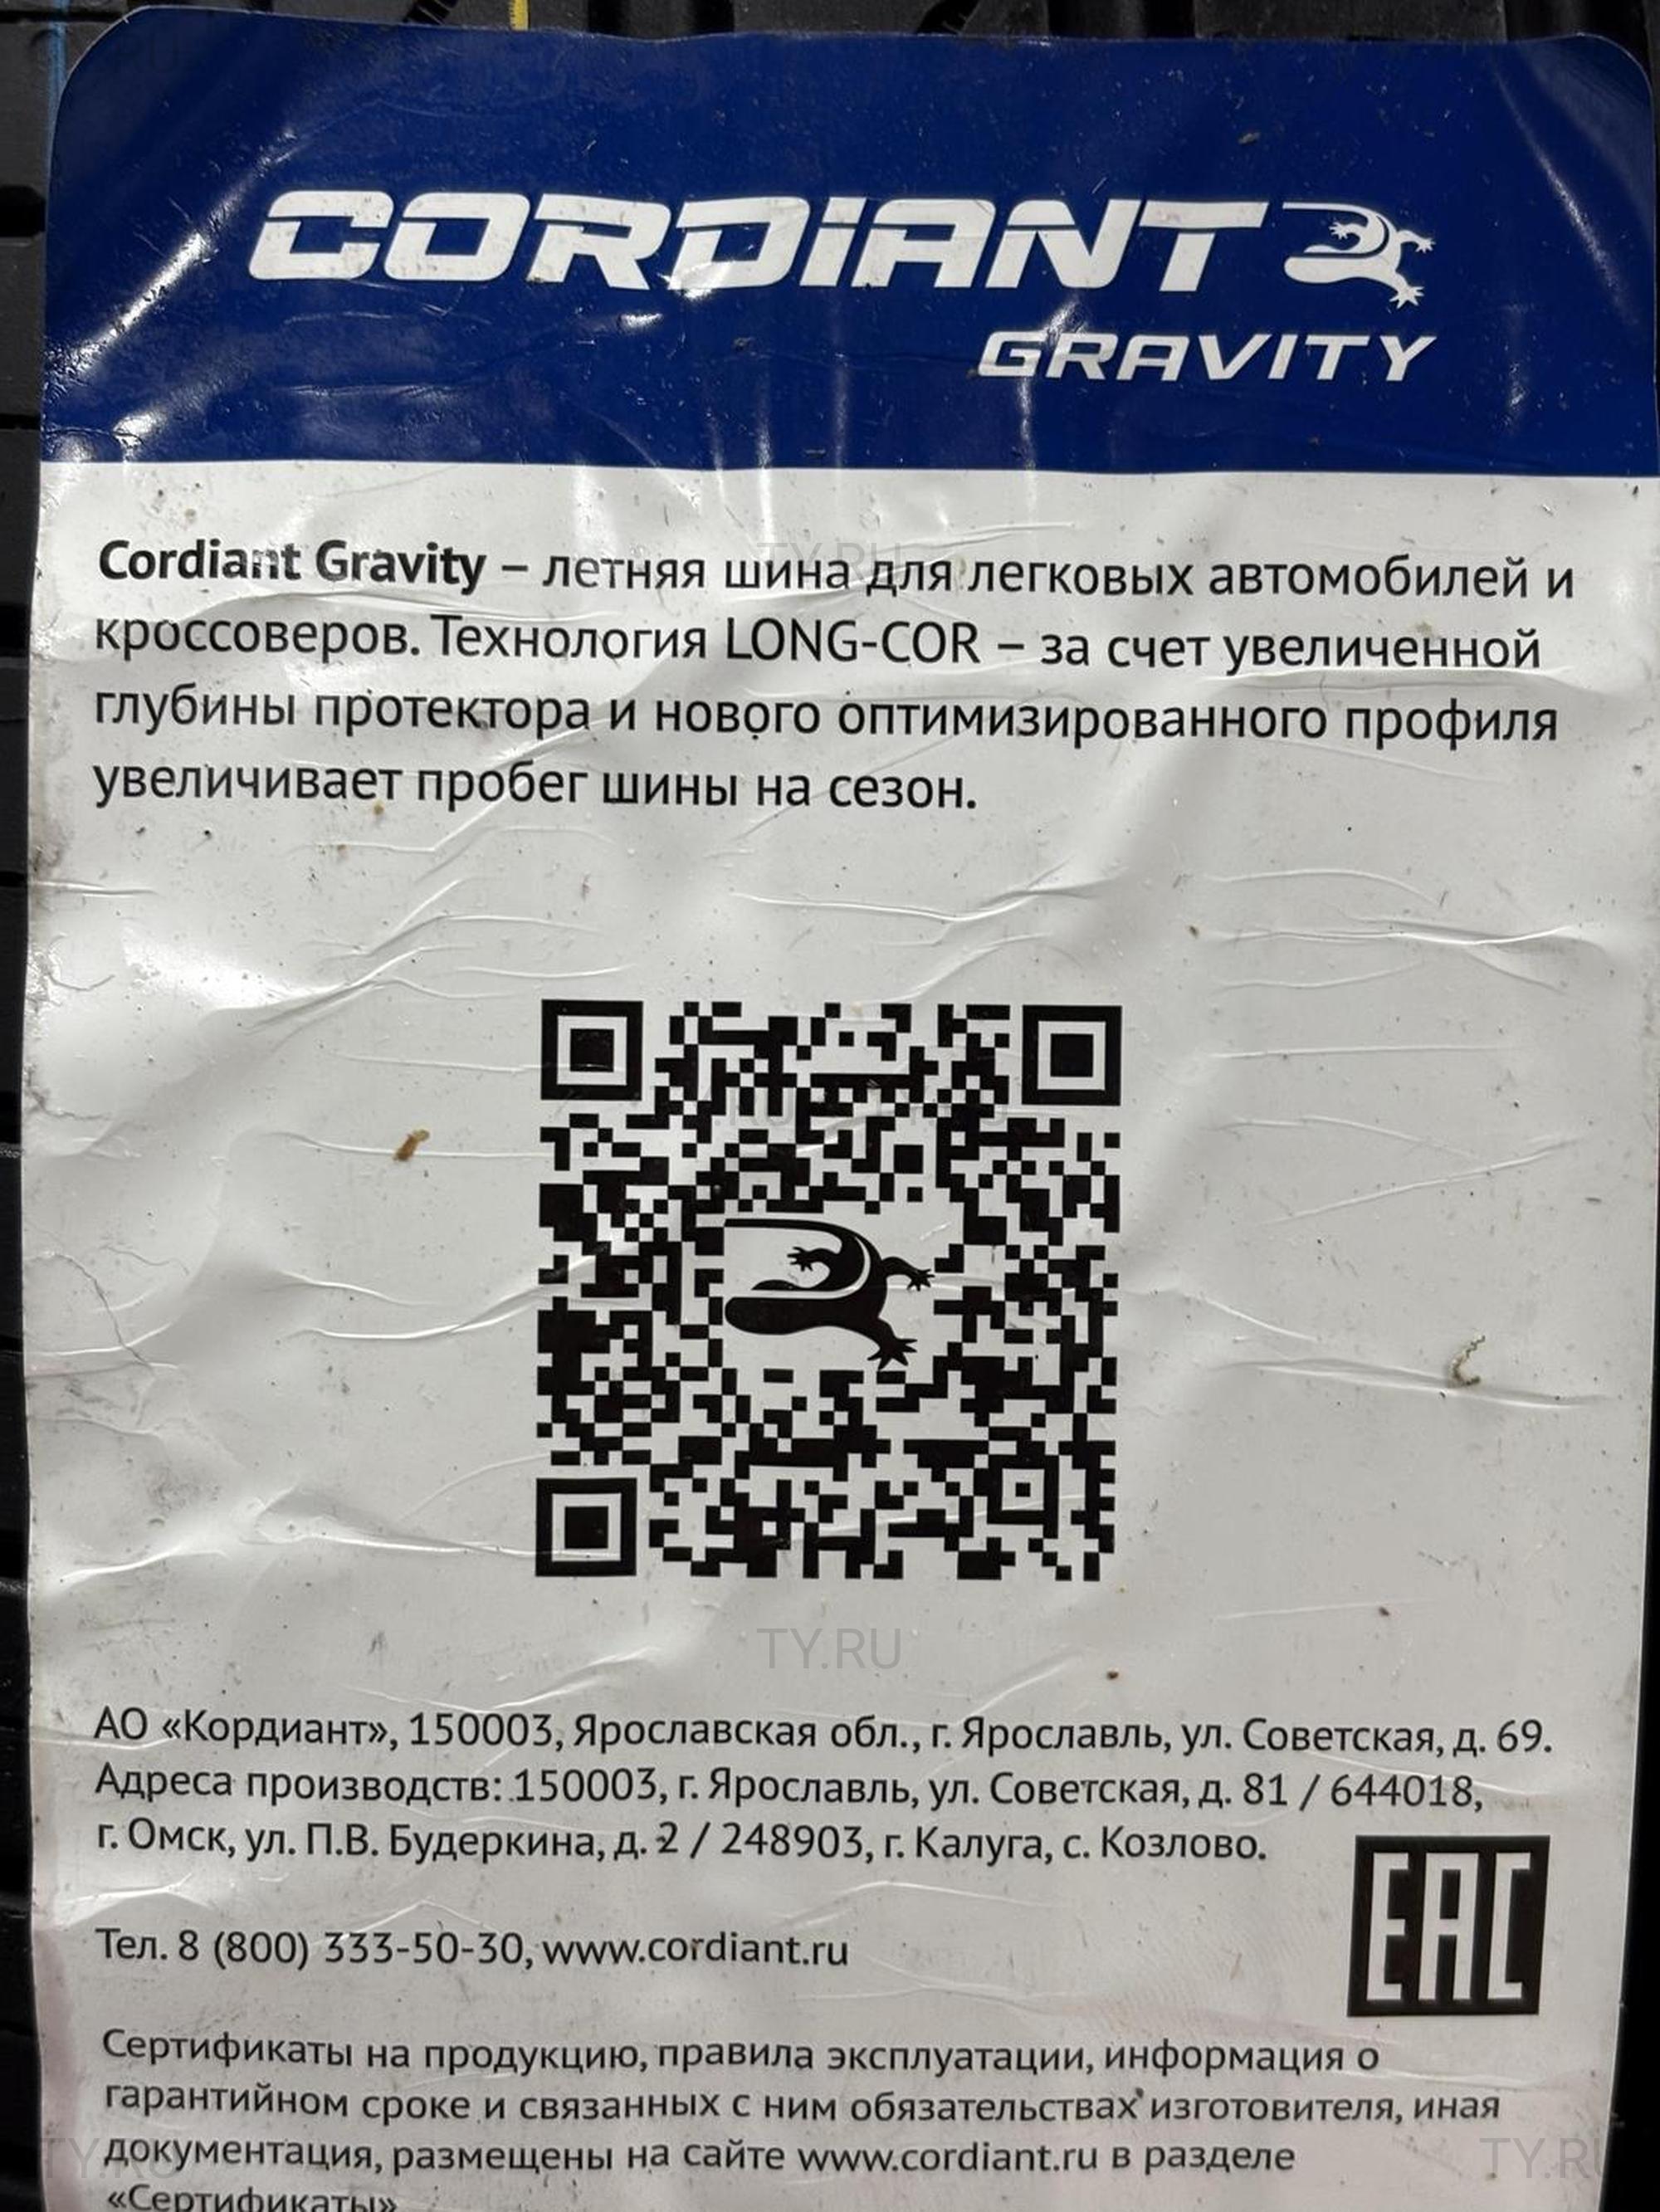 CORDIANT
GRAVITY
Cordiant Gravity – летняя шина для легковых автомобилей и
кроссоверов. Технология LONG-COR – за счет увеличенной
глубины протектора и нового оптимизированного профиля
увеличивает пробег шины на сезон.
TY.RU
АО «Кордиант», 150003, Ярославская обл., г. Ярославль, ул. Советская, д. 69.
Адреса производств: 150003, г. Ярославль, ул. Советская, д. 81 / 644018,
г. Омск, ул. П.В. Будеркина, д. 2 / 248903, г. Калуга, с. Козлово.
EAC
Тел. 8 (800) 333-50-30, www.cordiant.ru
Сертификаты на продукцию, правила эксплуатации, информация о
гарантийном сроке и связанных с ним обязательствах изготовителя, иная
документация, размещены на сайте www.cordiant.ru в разделе
«Сертификаты»